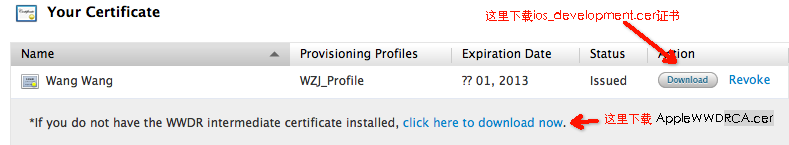 Your Certificate
这里下载ios_development.cer证书
Name Provisioning Profiles Expiration Date Status Action
Wang Wang WZJ_Profile ?? 01, 2013 Issued Download Revoke
*If you do not have the WWDR intermediate certificate installed, click here to download now. 这里下载 AppleWWDRCA.cer